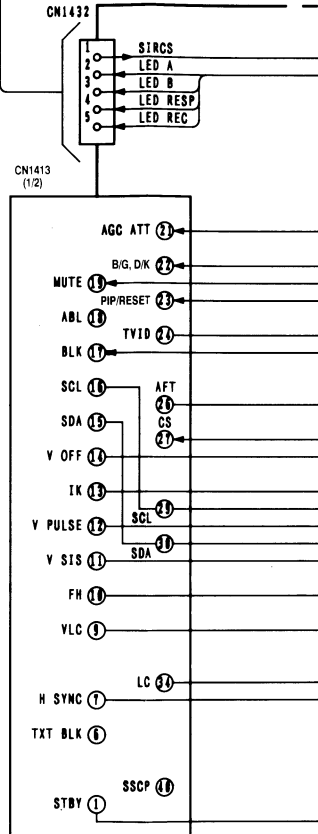 CN1432
1 SIRCS
2 LED A
3 LED B
4 LED RESP
5 LED REC
CN1413
(1/2)
AGC ATT 21
B/G, D/K 22
MUTE 19
PIP/RESET 23
ABL 18
TVID 24
BLK 17
SCL 16
AFT
26
SDA 15
CS
27
V OFF 14
IK 13
29
SCL
V PULSE 12
30
SDA
V SIS 11
FH 10
VLC 9
LC 34
H SYNC 7
TXT BLK 6
SSCP 40
STBY 1